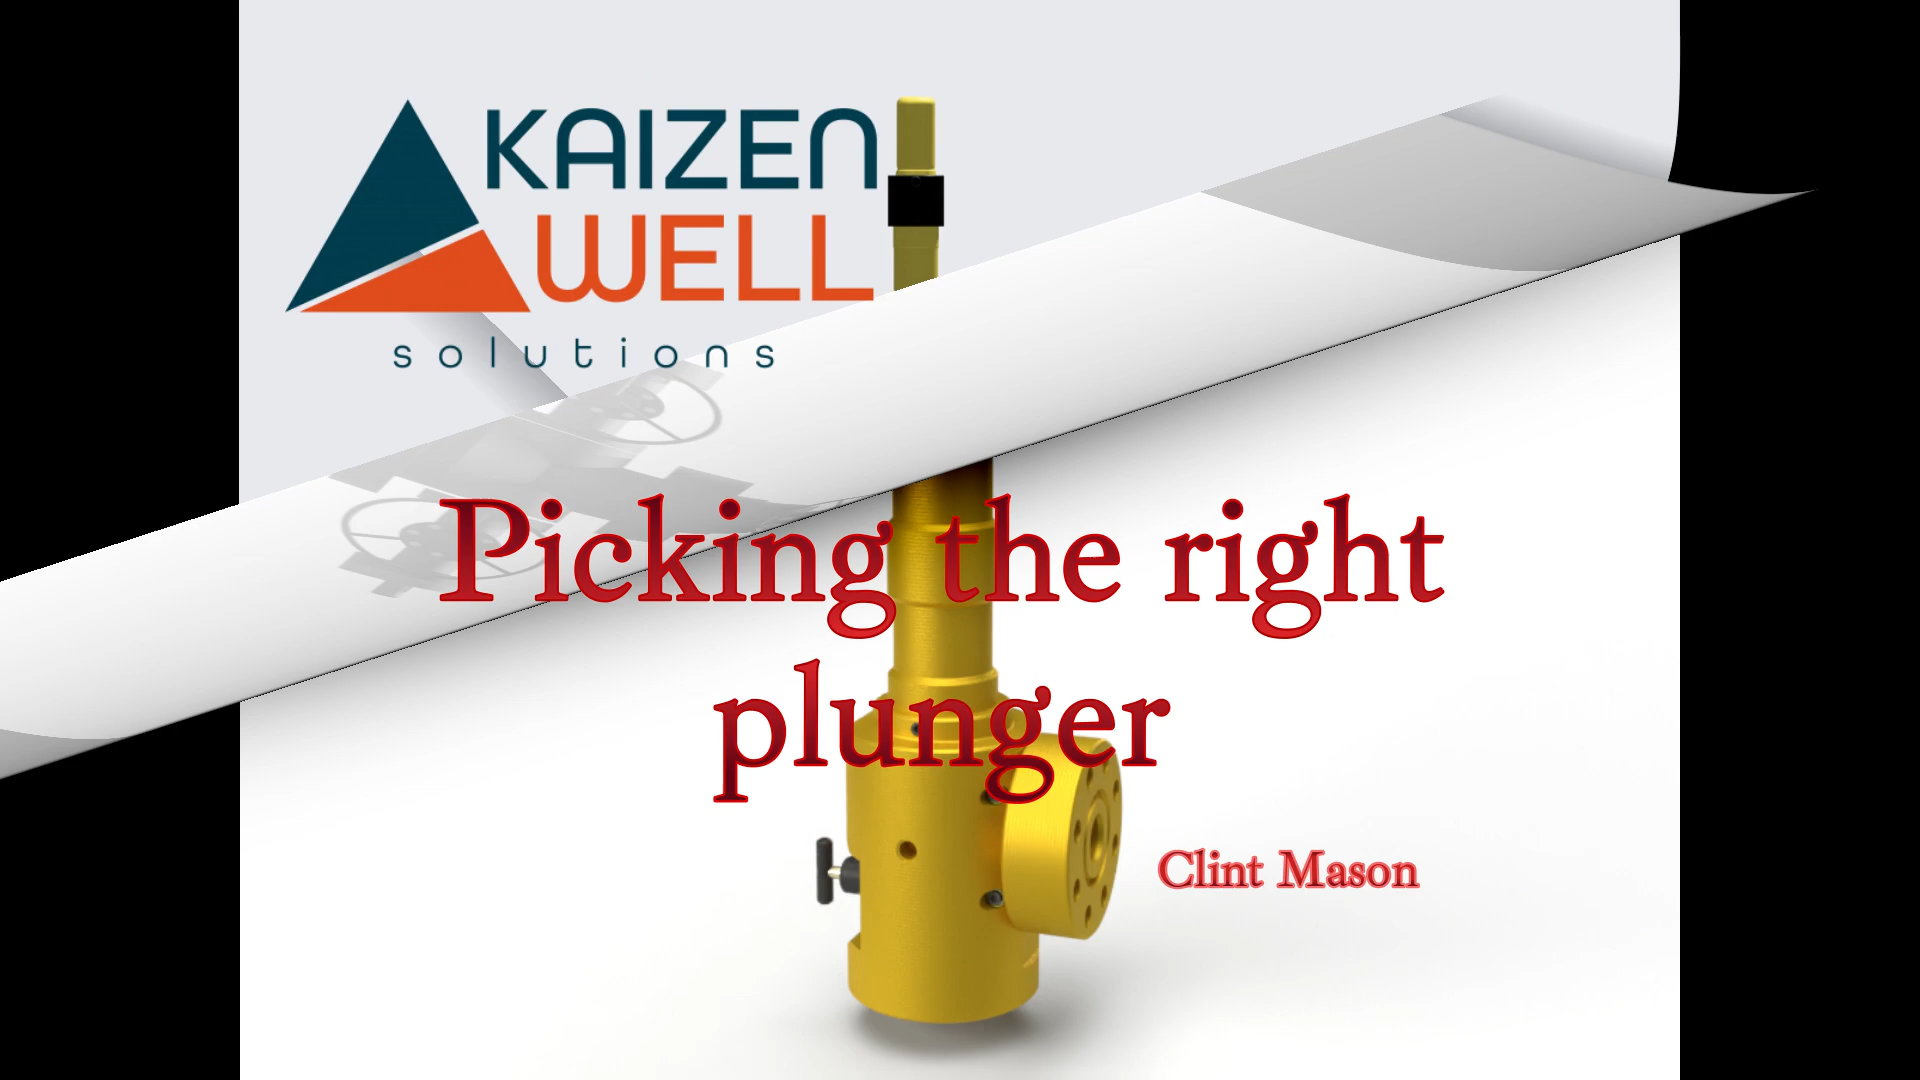 KAIZEN
WELL
solutions
Picking the right
plunger
Clint Mason